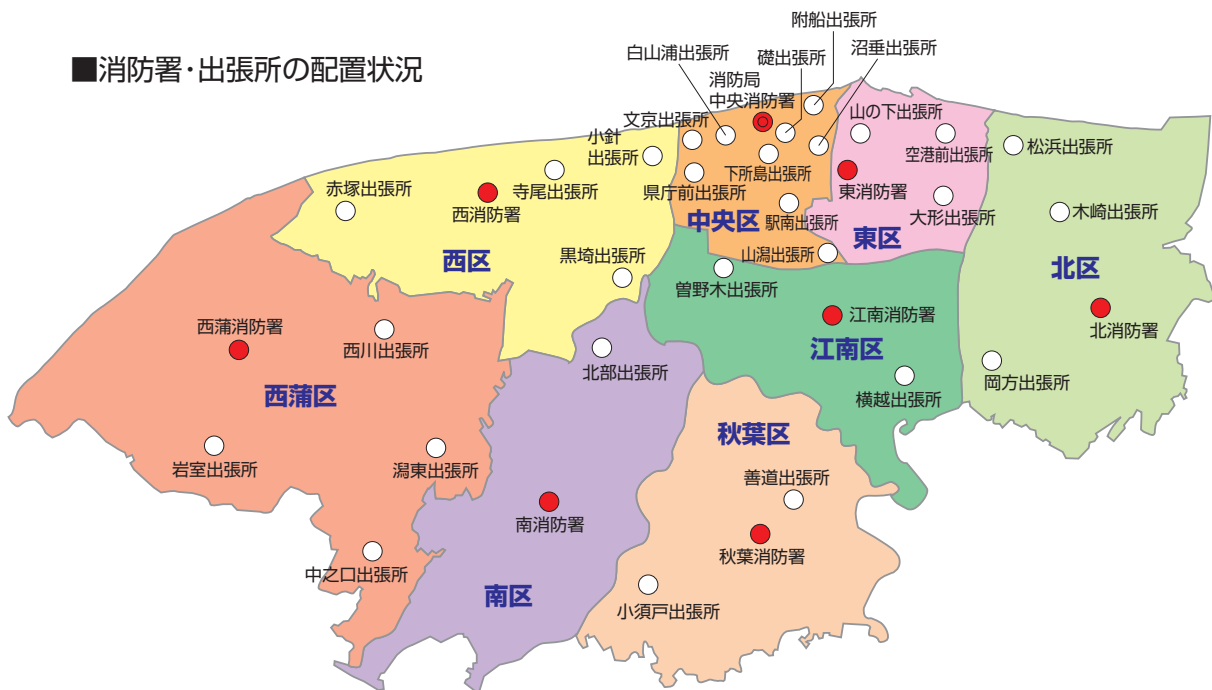 ■消防署・出張所の配置状況
附船出張所
白山浦出張所
礎出張所
沼垂出張所
消防局
中央消防署
文京出張所
山の下出張所
小針
出張所
空港前出張所
松浜出張所
下所島出張所
赤塚出張所
寺尾出張所
西消防署
県庁前出張所
東消防署
大形出張所
木崎出張所
中央区
駅南出張所
東区
西区
黒埼出張所
山潟出張所
北区
曽野木出張所
西蒲消防署
西川出張所
江南消防署
北消防署
江南区
北部出張所
岡方出張所
西蒲区
横越出張所
秋葉区
岩室出張所
潟東出張所
善道出張所
南消防署
秋葉消防署
中之口出張所
南区
小須戸出張所